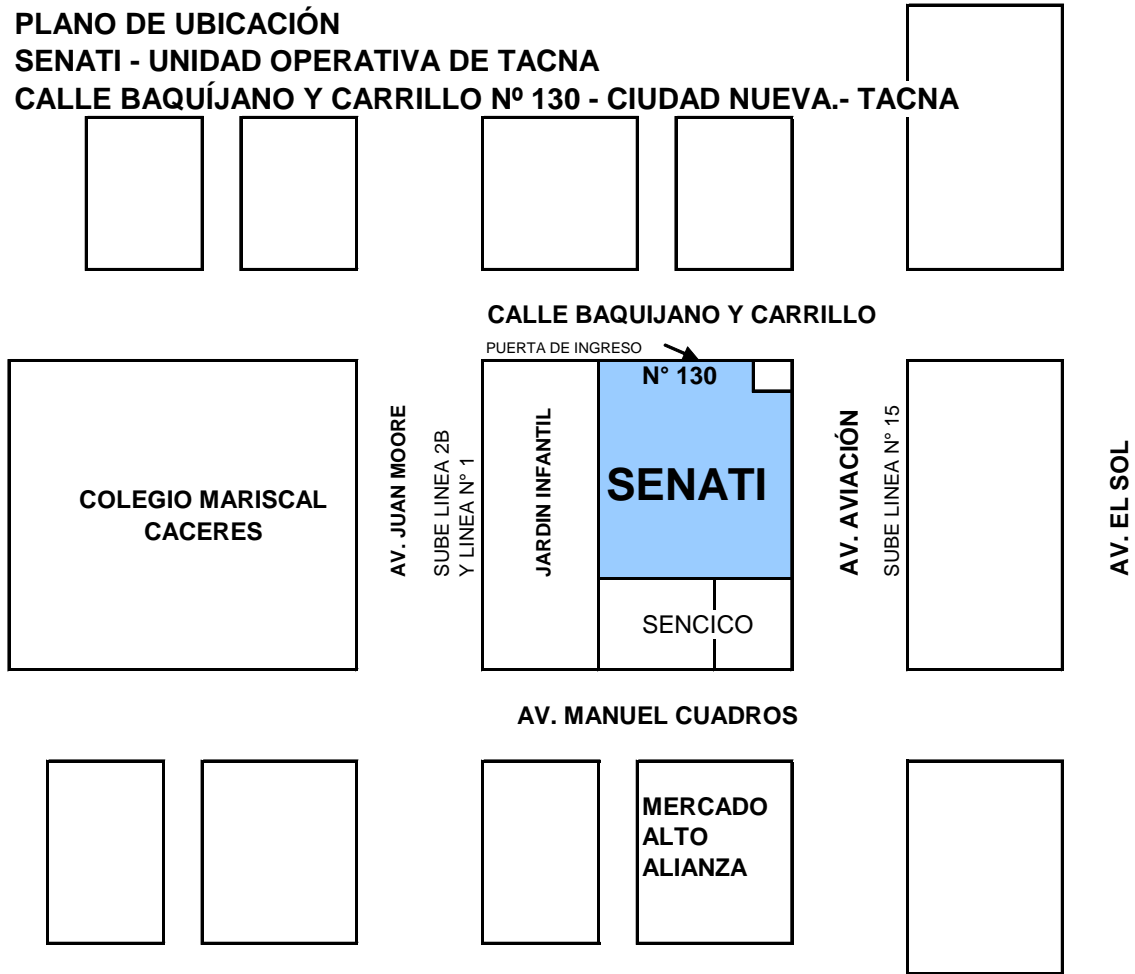 PLANO DE UBICACIÓN
SENATI - UNIDAD OPERATIVA DE TACNA
CALLE BAQUÍJANO Y CARRILLO Nº 130 - CIUDAD NUEVA.- TACNA
CALLE BAQUIJANO Y CARRILLO
PUERTA DE INGRESO
N° 130
COLEGIO MARISCAL
CACERES
AV. JUAN MOORE
SUBE LINEA 2B
Y LINEA N° 1
JARDIN INFANTIL
SENATI
AV. AVIACIÓN
SUBE LINEA N° 15
AV. EL SOL
SENCICO
AV. MANUEL CUADROS
MERCADO
ALTO
ALIANZA